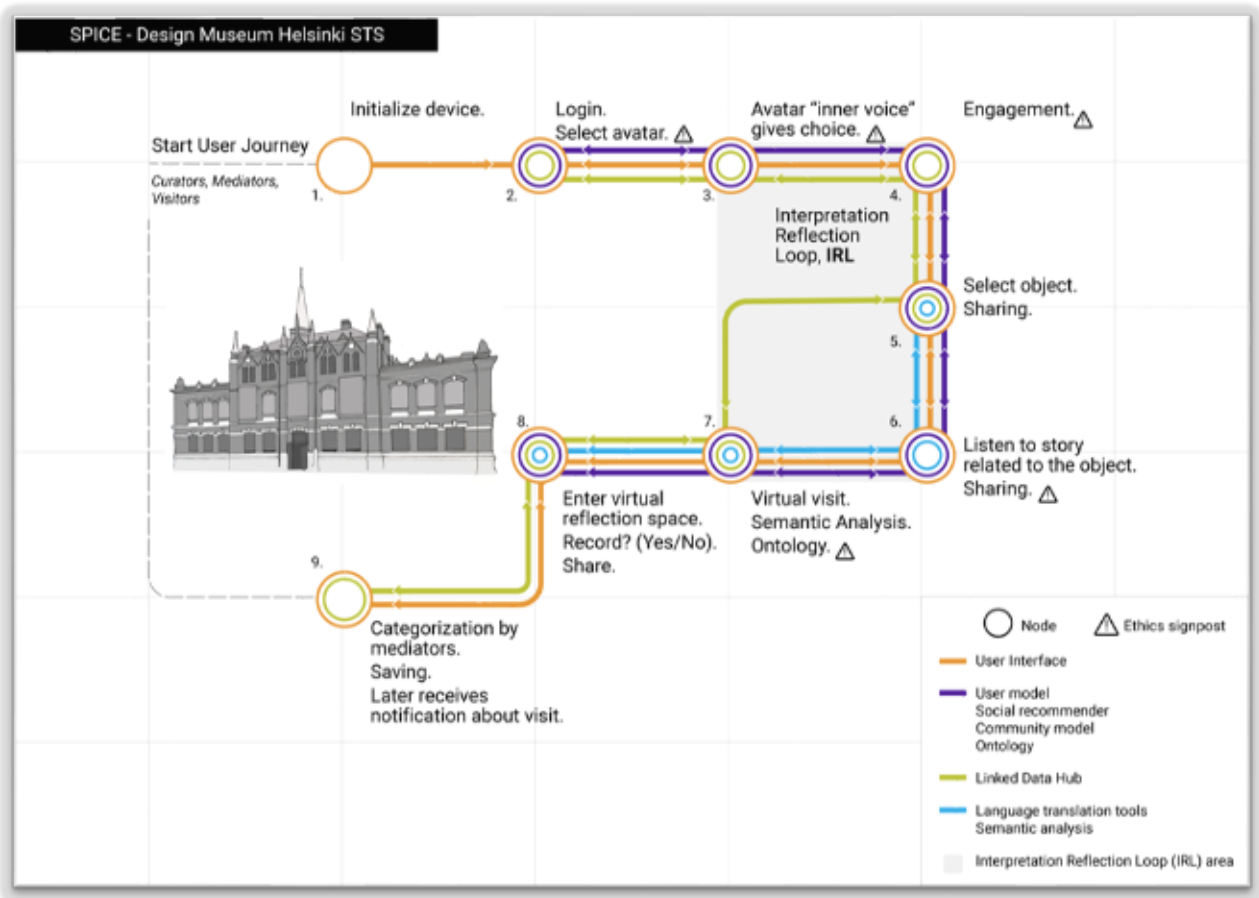 SPICE - Design Museum Helsinki STS
Initialize device.
Login.
Select avatar.
Avatar "inner voice"
gives choice.
Engagement.
Start User Journey
Curators, Mediators,
Visitors
1.
2.
3.
4.
Interpretation
Reflection
Loop, IRL
Select object.
Sharing.
5.
8.
7.
6.
Listen to story
related to the object.
Sharing.
Enter virtual
reflection space.
Record? (Yes/No).
Share.
Virtual visit.
Semantic Analysis.
Ontology.
9.
Categorization by
mediators.
Saving.
Later receives
notification about visit.
Node
Ethics signpost
User Interface
User model
Social recommender
Community model
Ontology
Linked Data Hub
Language translation tools
Semantic analysis
Interpretation Reflection Loop (IRL) area